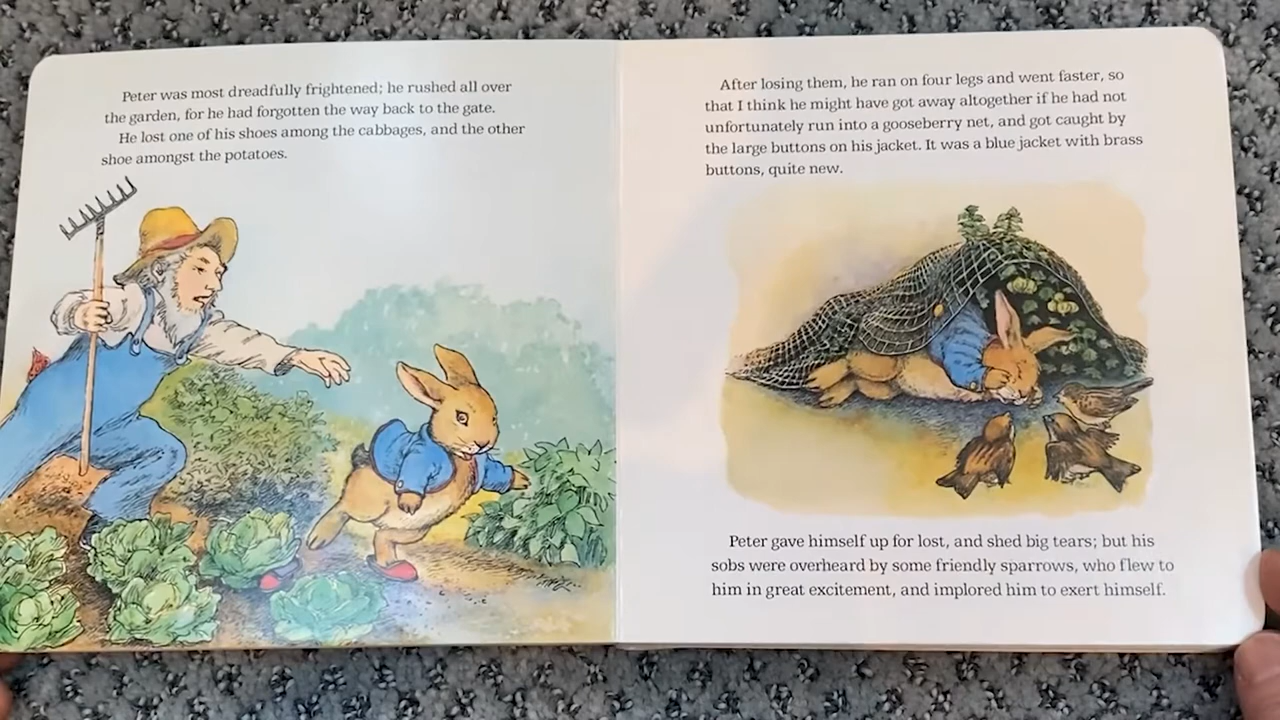 Peter was most dreadfully frightened; he rushed all over
the garden, for he had forgotten the way back to the gate.
He lost one of his shoes among the cabbages, and the other
shoe amongst the potatoes.
After losing them, he ran on four legs and went faster, so
that I think he might have got away altogether if he had not
unfortunately run into a gooseberry net, and got caught by
the large buttons on his jacket. It was a blue jacket with brass
buttons, quite new.
Peter gave himself up for lost, and shed big tears; but his
sobs were overheard by some friendly sparrows, who flew to
him in great excitement, and implored him to exert himself.